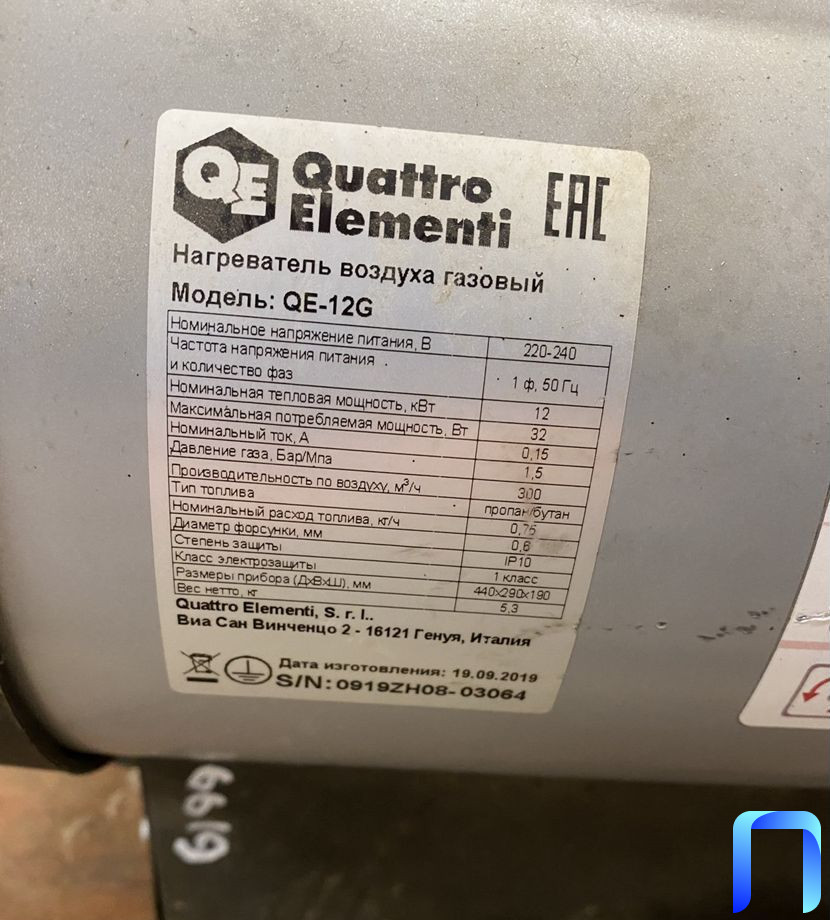 QE
Quattro
Elementi
EAC
Нагреватель воздуха газовый
Модель: QE-12G
Номинальное напряжение питания, В 220-240
Частота напряжения питания
и количество фаз 1 ф, 50 Гц
Номинальная тепловая мощность, кВт 12
Максимальная потребляемая мощность, Вт 32
Номинальный ток, А 0,15
Давление газа, Бар/Мпа 1,5
Производительность по воздуху, м³/ч 300
Тип топлива пропан/бутан
Номинальный расход топлива, кг/ч 0,75
Диаметр форсунки, мм 0,6
Степень защиты IP10
Класс электрозащиты 1 класс
Размеры прибора (ДхВхШ), мм 440х290х190
Вес нетто, кг 5,3
Quattro Elementi, S. r. l..
Виа Сан Винченцо 2 - 16121 Генуя, Италия
Дата изготовления: 19.09.2019
S/N: 0919ZH08-03064
6199